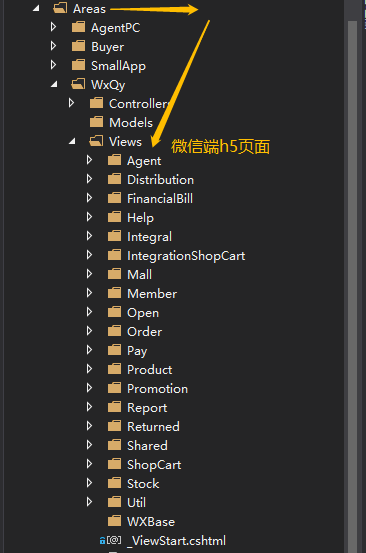 Areas
AgentPC
Buyer
SmallApp
WxQy
Controllers
Models
Views
微信端h5页面
Agent
Distribution
FinancialBill
Help
Integral
IntegrationShopCart
Mall
Member
Open
Order
Pay
Product
Promotion
Report
Returned
Shared
ShopCart
Stock
Util
WXBase
_ViewStart.cshtml